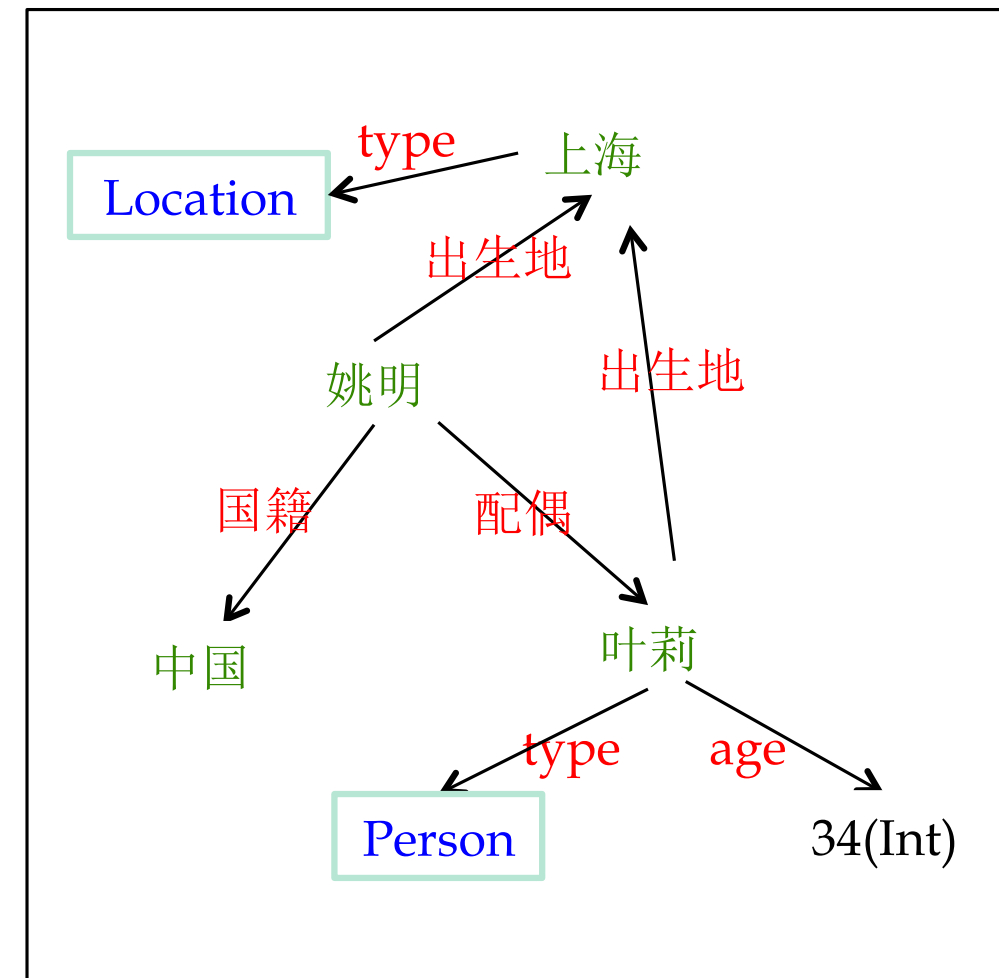 type
上海
Location
出生地
姚明
出生地
国籍
配偶
中国
叶莉
type
age
Person
34(Int)